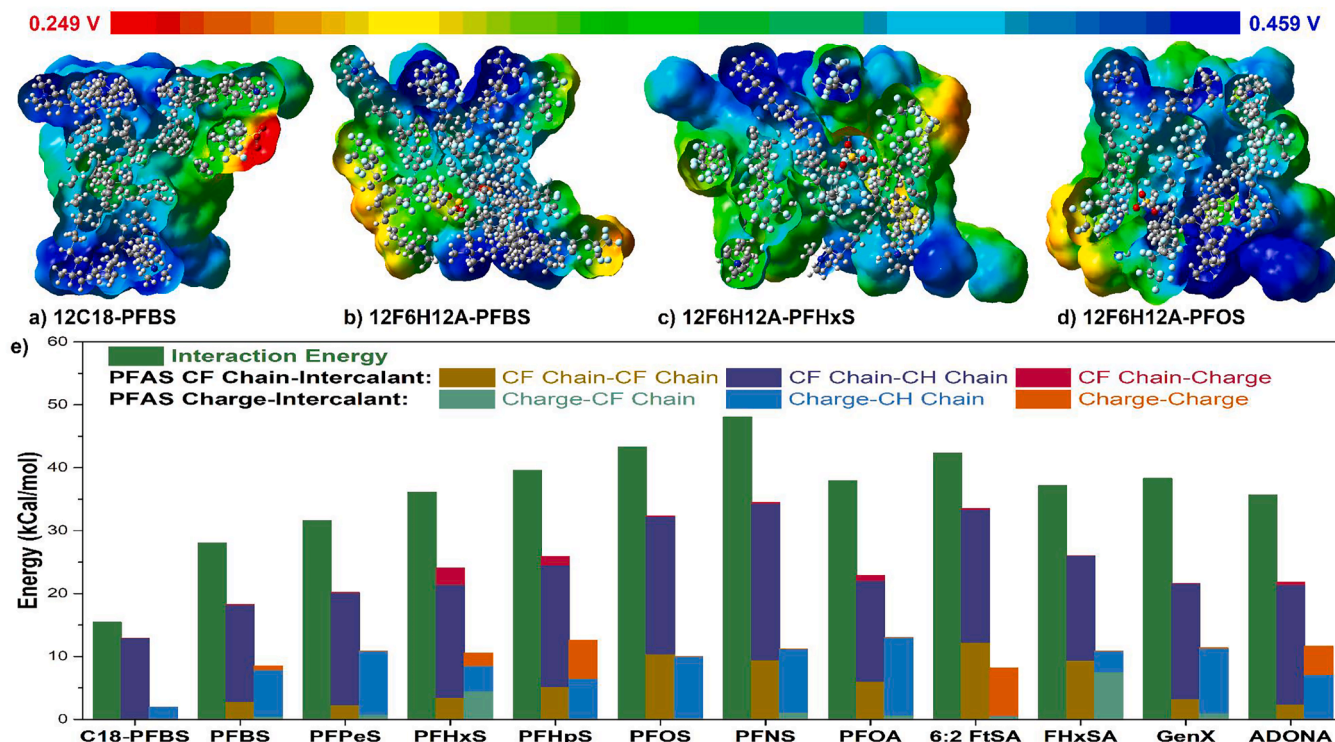 0.249 V 0.459 V
a) 12C18-PFBS b) 12F6H12A-PFBS c) 12F6H12A-PFHxS d) 12F6H12A-PFOS
e)
60
Interaction Energy
PFAS CF Chain-Intercalant: CF Chain-CF Chain CF Chain-CH Chain CF Chain-Charge
PFAS Charge-Intercalant: Charge-CF Chain Charge-CH Chain Charge-Charge
50
40
30
20
10
0
Energy (kCal/mol)
C18-PFBS PFBS PFPeS PFHxS PFHpS PFOS PFNS PFOA 6:2 FtSA FHxSA GenX ADONA